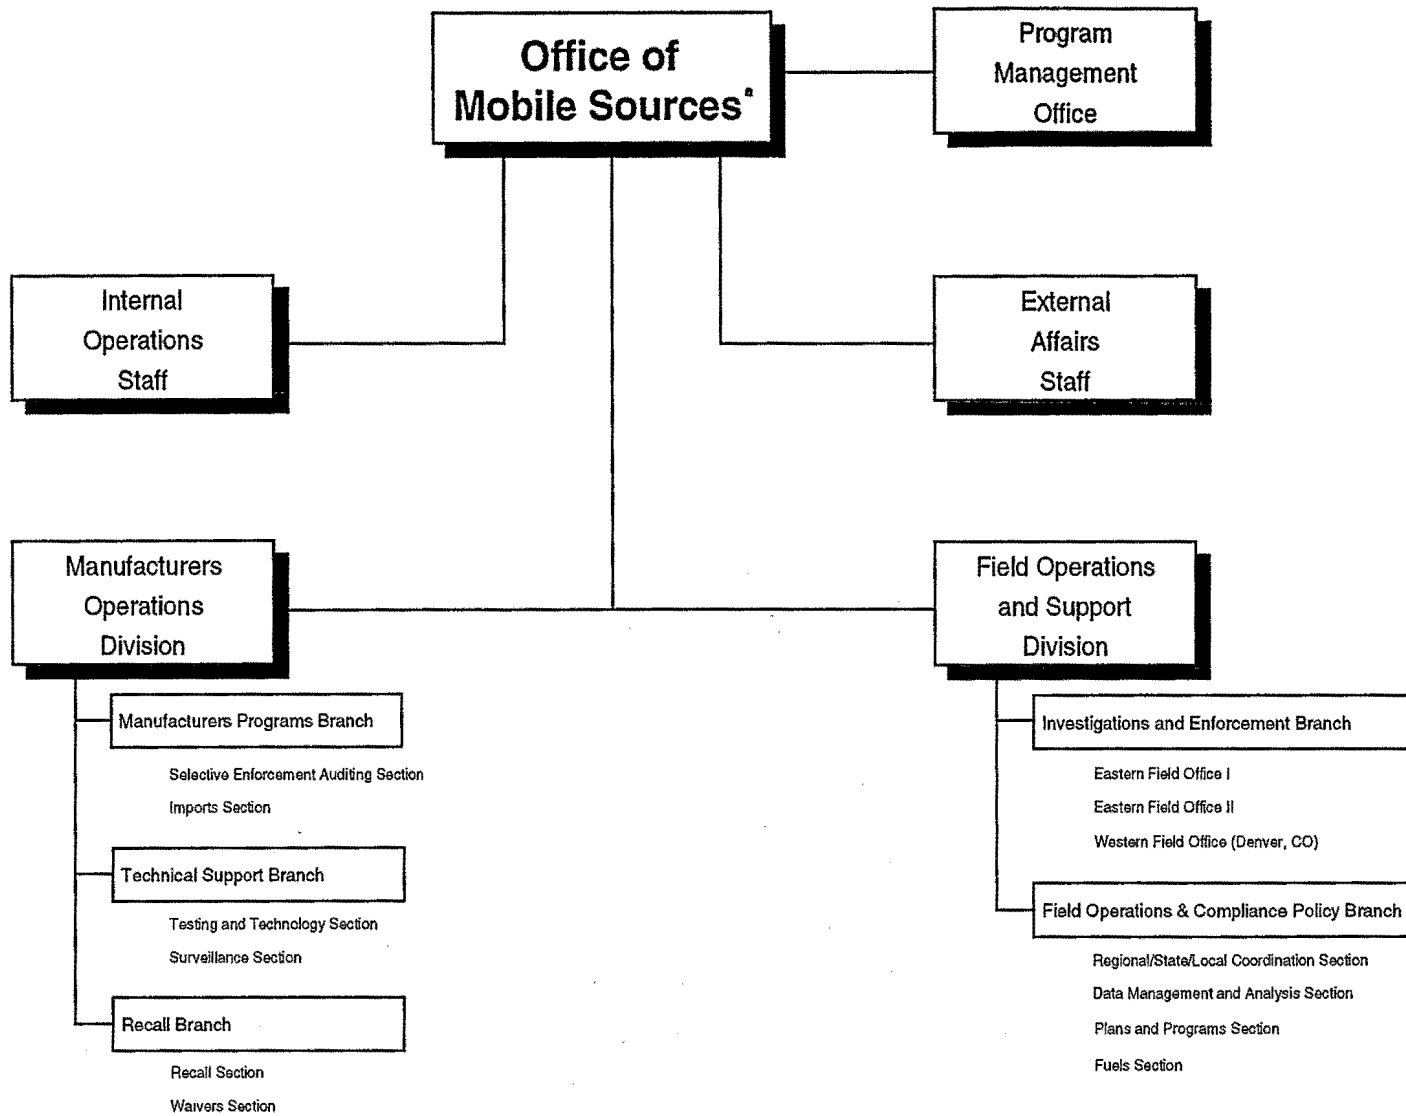 Office of
Mobile Sources*
Program
Management
Office
Internal
Operations
Staff
External
Affairs
Staff
Manufacturers
Operations
Division
Field Operations
and Support
Division
Manufacturers Programs Branch
Selective Enforcement Auditing Section
Imports Section
Technical Support Branch
Testing and Technology Section
Surveillance Section
Recall Branch
Recall Section
Waivers Section
Investigations and Enforcement Branch
Eastern Field Office I
Eastern Field Office II
Western Field Office (Denver, CO)
Field Operations & Compliance Policy Branch
Regional/State/Local Coordination Section
Data Management and Analysis Section
Plans and Programs Section
Fuels Section